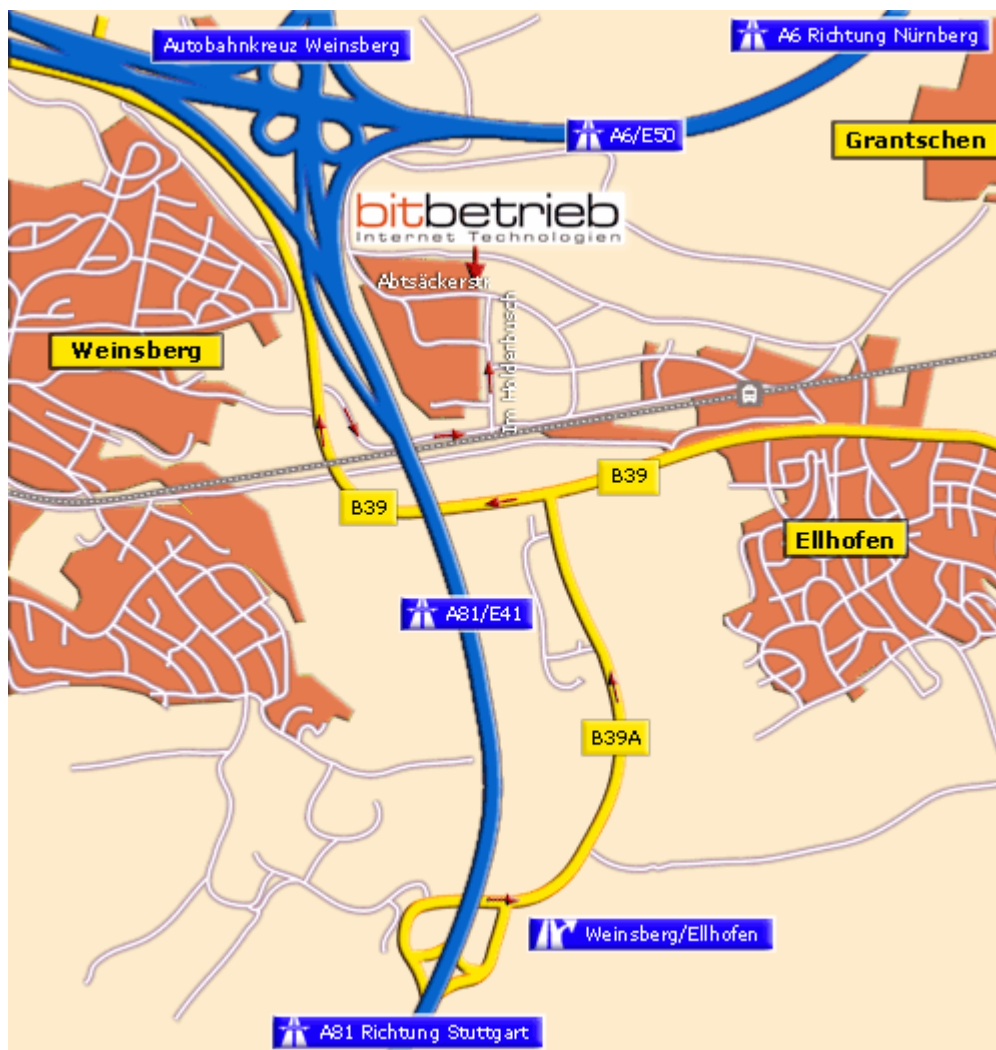 Autobahnkreuz Weinsberg
A6 Richtung Nürnberg
A6/E50
Grantschen
bitbetrieb
Internet Technologien
Abtsäckerstr
Im Holderbusch
Weinsberg
B39
B39
Ellhofen
A81/E41
B39A
Weinsberg/Ellhofen
A81 Richtung Stuttgart